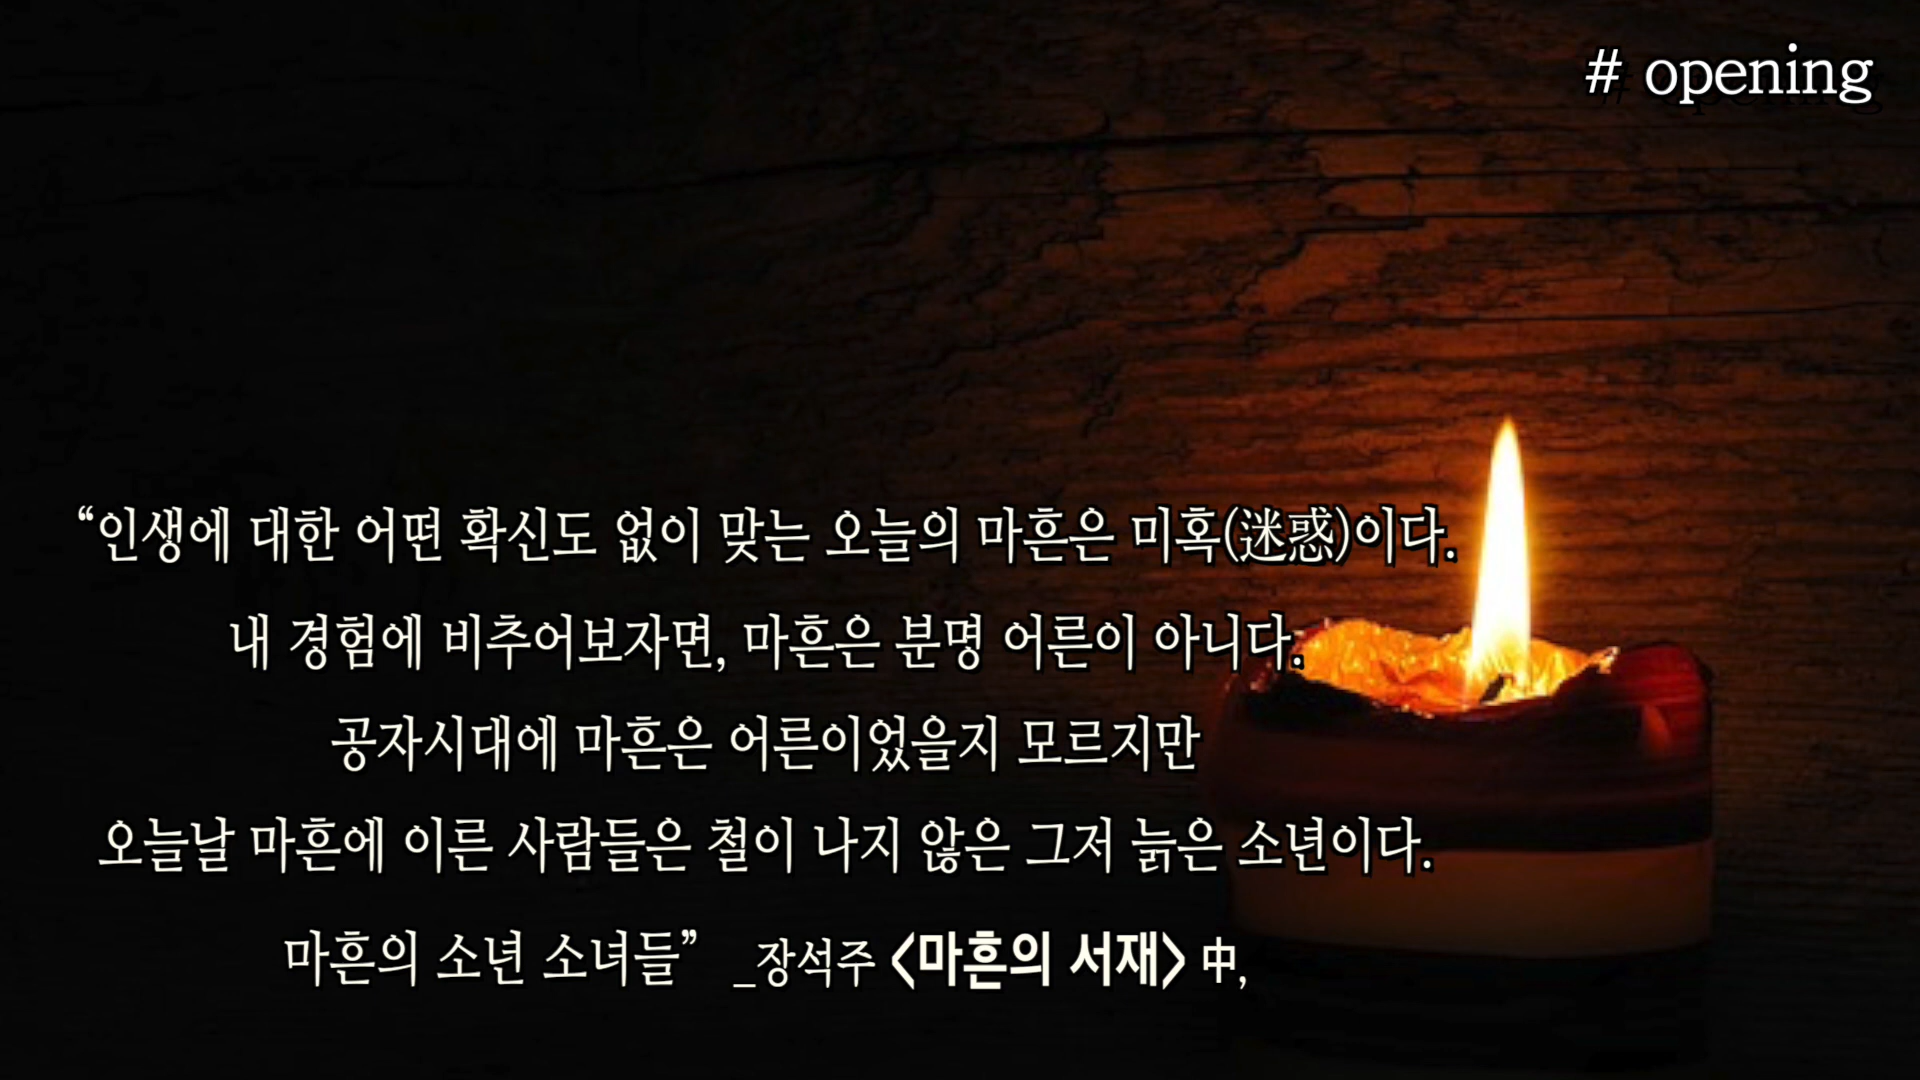 # opening
“인생에 대한 어떤 확신도 없이 맞는 오늘의 마흔은 미혹(迷惑)이다.
내 경험에 비추어보자면, 마흔은 분명 어른이 아니다.
공자시대에 마흔은 어른이었을지 모르지만
오늘날 마흔에 이른 사람들은 철이 나지 않은 그저 늙은 소년이다.
마흔의 소년 소녀들” _장석주 <마흔의 서재> 中,